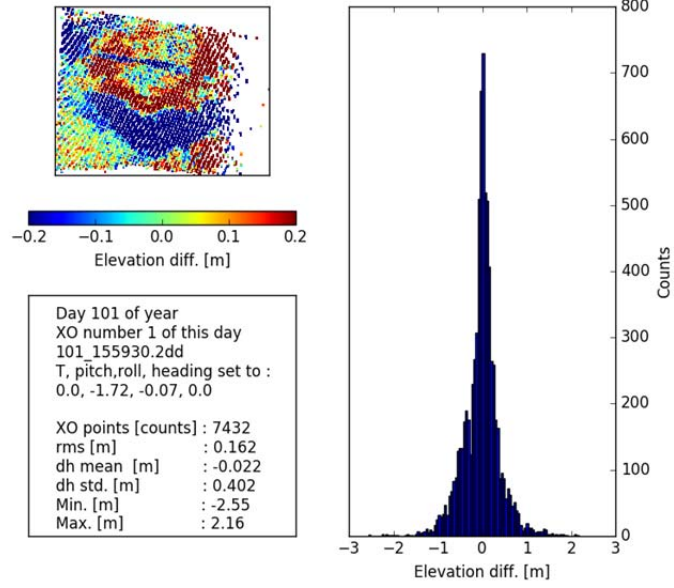 −0.2 −0.1 0.0 0.1 0.2
Elevation diff. [m]
Day 101 of year
XO number 1 of this day
101_155930.2dd
T, pitch,roll, heading set to :
0.0, -1.72, -0.07, 0.0
XO points [counts] : 7432
rms [m] : 0.162
dh mean  [m] : -0.022
dh std. [m] : 0.402
Min. [m] : -2.55
Max. [m] : 2.16
800
700
600
500
400
300
200
100
0
Counts
−3 −2 −1 0 1 2 3
Elevation diff. [m]